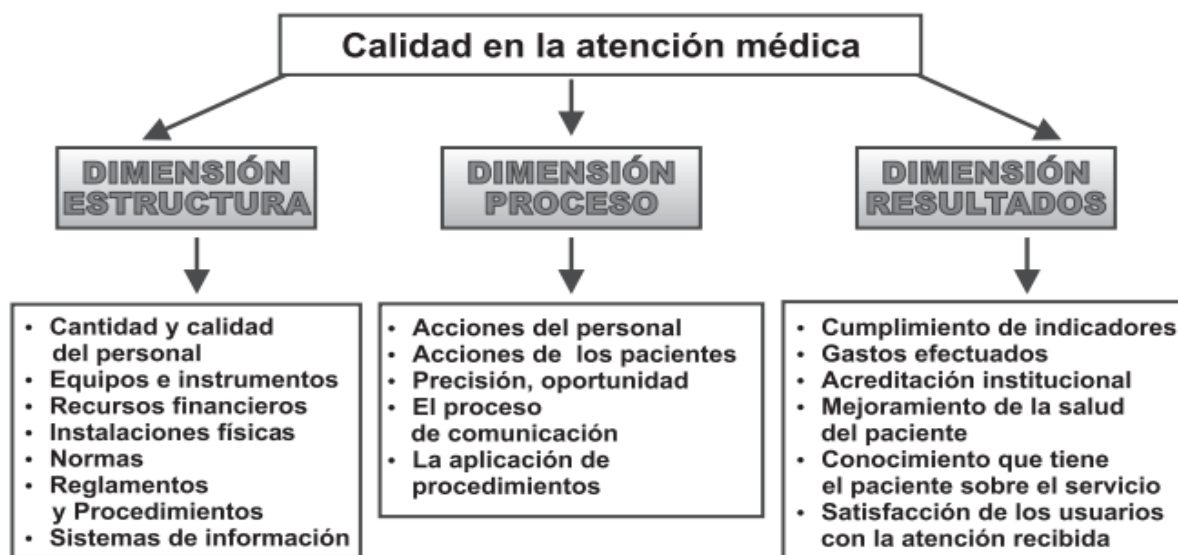 Calidad en la atención médica
DIMENSIÓN
ESTRUCTURA
DIMENSIÓN
PROCESO
DIMENSIÓN
RESULTADOS
• Cantidad y calidad
del personal
• Equipos e instrumentos
• Recursos financieros
• Instalaciones físicas
• Normas
• Reglamentos
y Procedimientos
• Sistemas de información
• Acciones del personal
• Acciones de los pacientes
• Precisión, oportunidad
• El proceso
de comunicación
• La aplicación de
procedimientos
• Cumplimiento de indicadores
• Gastos efectuados
• Acreditación institucional
• Mejoramiento de la salud
del paciente
• Conocimiento que tiene
el paciente sobre el servicio
• Satisfacción de los usuarios
con la atención recibida